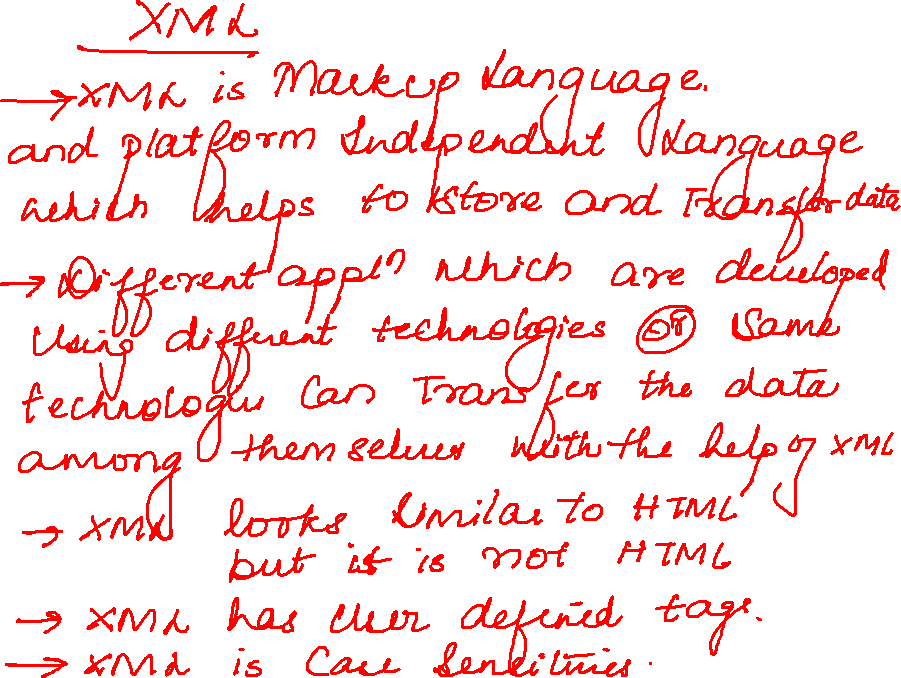 XML
→ XML is Markup Language.
and platform Independent Language
which helps to store and Transfer data
→ Different appln which are developed
Using different technologies OR Same
technology Can Transfer the data
among themselves with the help of XML
→ XML looks Similar to HTML
but it is not HTML
→ XML has User defined tags.
→ XML is Case Sensitivies.